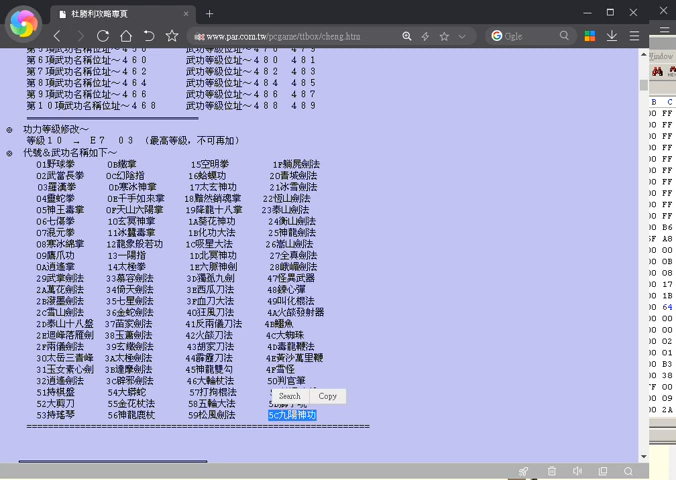 杜勝利攻略專頁
www.par.com.tw/pcgame/ttbox/cheng.htm
Ogle
第6項武功名稱位址～460 武功等級位址～480 481
第7項武功名稱位址～462 武功等級位址～482 483
第8項武功名稱位址～464 武功等級位址～484 485
第9項武功名稱位址～466 武功等級位址～486 487
第10項武功名稱位址～468 武功等級位址～488 489
◎ 功力等級修改～
等級10 → E7 03 (最高等級，不可再加)
◎ 代號&武功名稱如下～
01野球拳 0B鐵掌 15空明拳 1F躺屍劍法
02武當長拳 0C幻陰指 16蛤蟆功 20青城劍法
03羅漢拳 0D寒冰神掌 17太玄神功 21冰雪劍法
04靈蛇拳 0E千手如來掌 18黯然銷魂掌 22恆山劍法
05神王毒掌 0F天山六陽掌 19降龍十八掌 23泰山劍法
06七傷拳 10玄冥神掌 1A葵花神功 24衡山劍法
07混元掌 11冰蠶毒掌 1B化功大法 25神龍劍法
08寒冰綿掌 12龍象般若功 1C吸星大法 26嵩山劍法
09鷹爪功 13一陽指 1D北冥神功 27全真劍法
0A逍遙掌 14太極拳 1E六脈神劍 28峨嵋劍法
29武掌劍法 33慕容劍法 3D獨孤九劍 47怪異武器
2A萬花劍法 34倚天劍法 3E西瓜刀法 48鍊心彈
2B潑墨劍法 35七星劍法 3F血刀大法 49叫化棍法
2C雪山劍法 36金蛇劍法 40狂風刀法 4A火燄發射器
2D泰山十八盤 37苗家劍法 41反兩儀刀法 4B鱷魚
2E迴峰落雁劍 38玉蕭劍法 42火燄刀法 4C大蜘蛛
2F兩儀劍法 39玄鐵劍法 43胡家刀法 4D毒龍鞭法
30太岳三青峰 3A太極劍法 44霹靂刀法 4E黃沙萬里鞭
31玉女素心劍 3B達摩劍法 45神龍雙勾 4F雪怪
32逍遙劍法 3C辟邪劍法 46大輪杖法 50判官筆
51持棋盤 54大蟒蛇 57打狗棍法
Search Copy
52大剪刀 55金花杖法 58五輪大法 5B獅子吼
53持瑤琴 56神龍鹿杖 59松風劍法 5C九陽神功